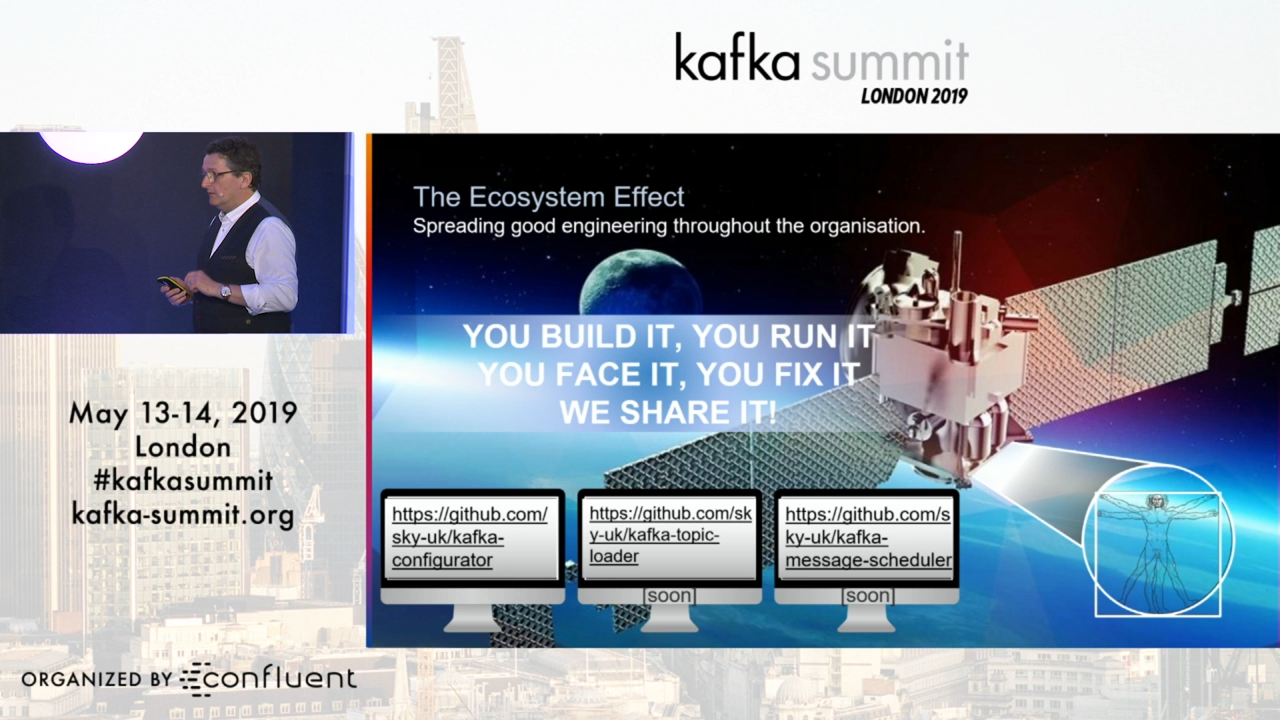 kafka summit
LONDON 2019
The Ecosystem Effect
Spreading good engineering throughout the organisation.
YOU BUILD IT, YOU RUN IT
YOU FACE IT, YOU FIX IT
WE SHARE IT!
https://github.com/
sky-uk/kafka-
configurator
https://github.com/sk
y-uk/kafka-topic-
loader
[soon]
https://github.com/s
ky-uk/kafka-
message-scheduler
[soon]
May 13-14, 2019
London
#kafkasummit
kafka-summit.org
ORGANIZED BY confluent